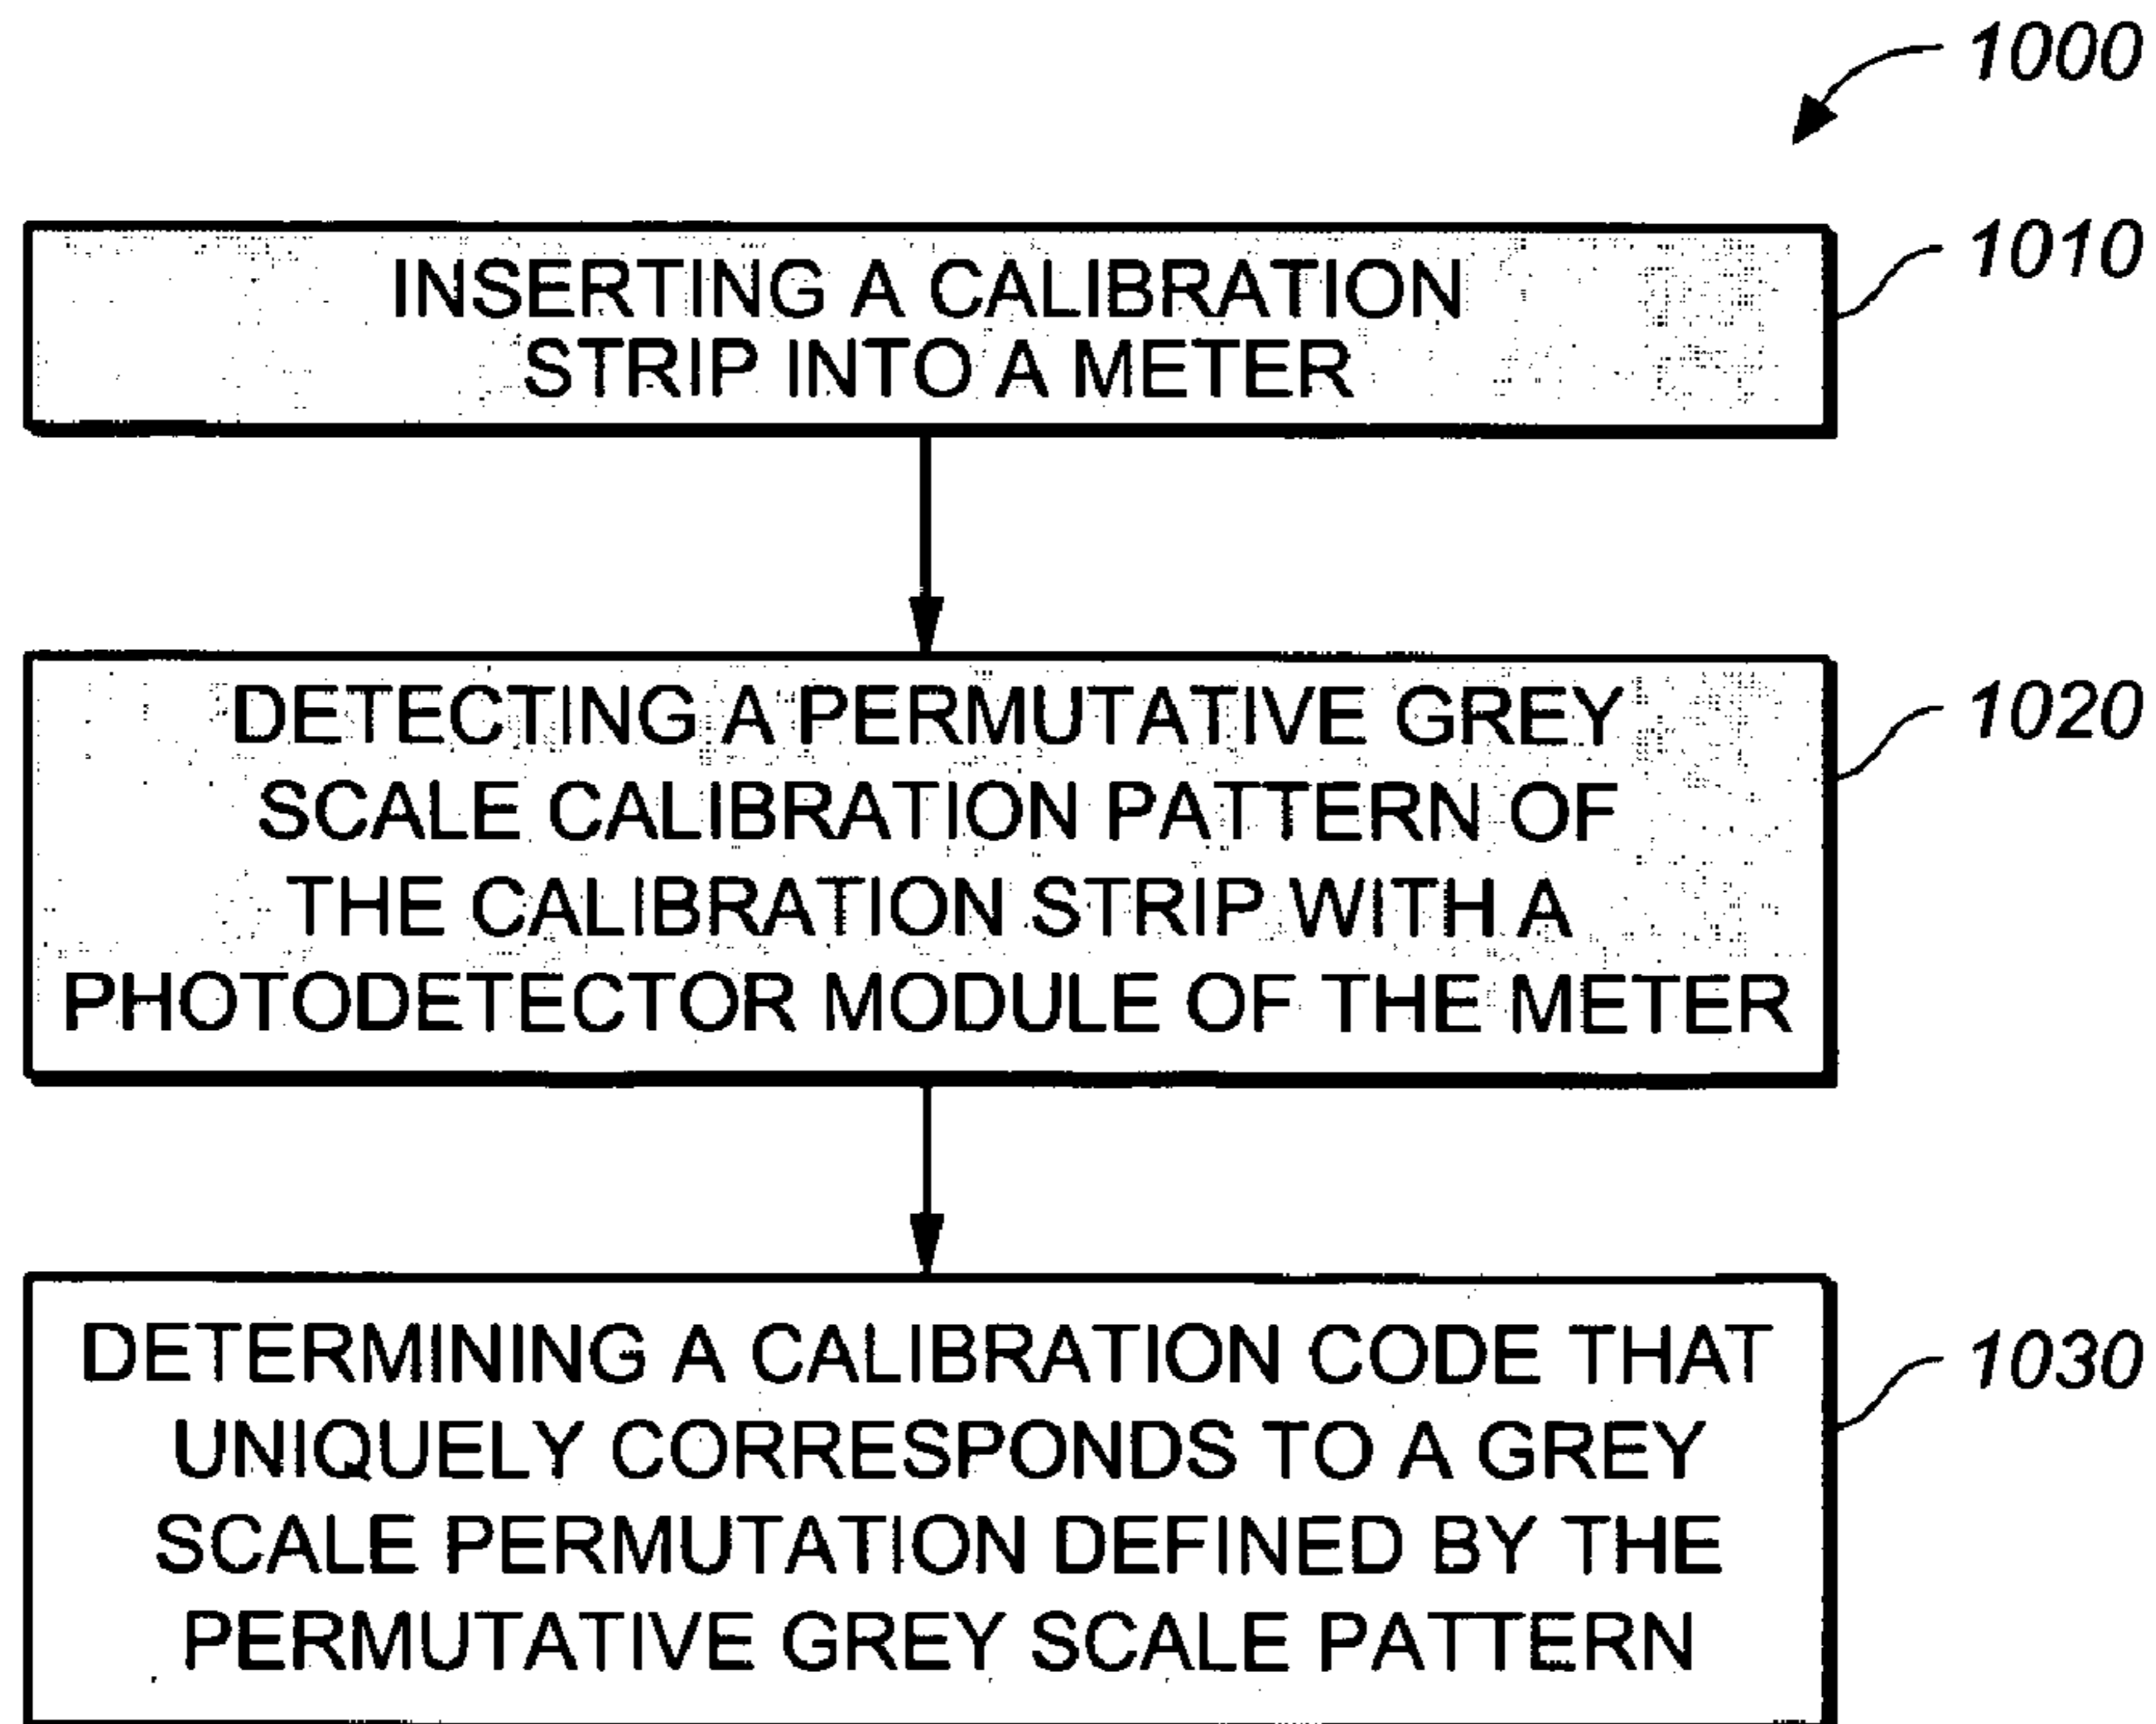 1000
INSERTING A CALIBRATION
STRIP INTO A METER
1010
DETECTING A PERMUTATIVE GREY
SCALE CALIBRATION PATTERN OF
THE CALIBRATION STRIP WITH A
PHOTODETECTOR MODULE OF THE METER
1020
DETERMINING A CALIBRATION CODE THAT
UNIQUELY CORRESPONDS TO A GREY
SCALE PERMUTATION DEFINED BY THE
PERMUTATIVE GREY SCALE PATTERN
1030